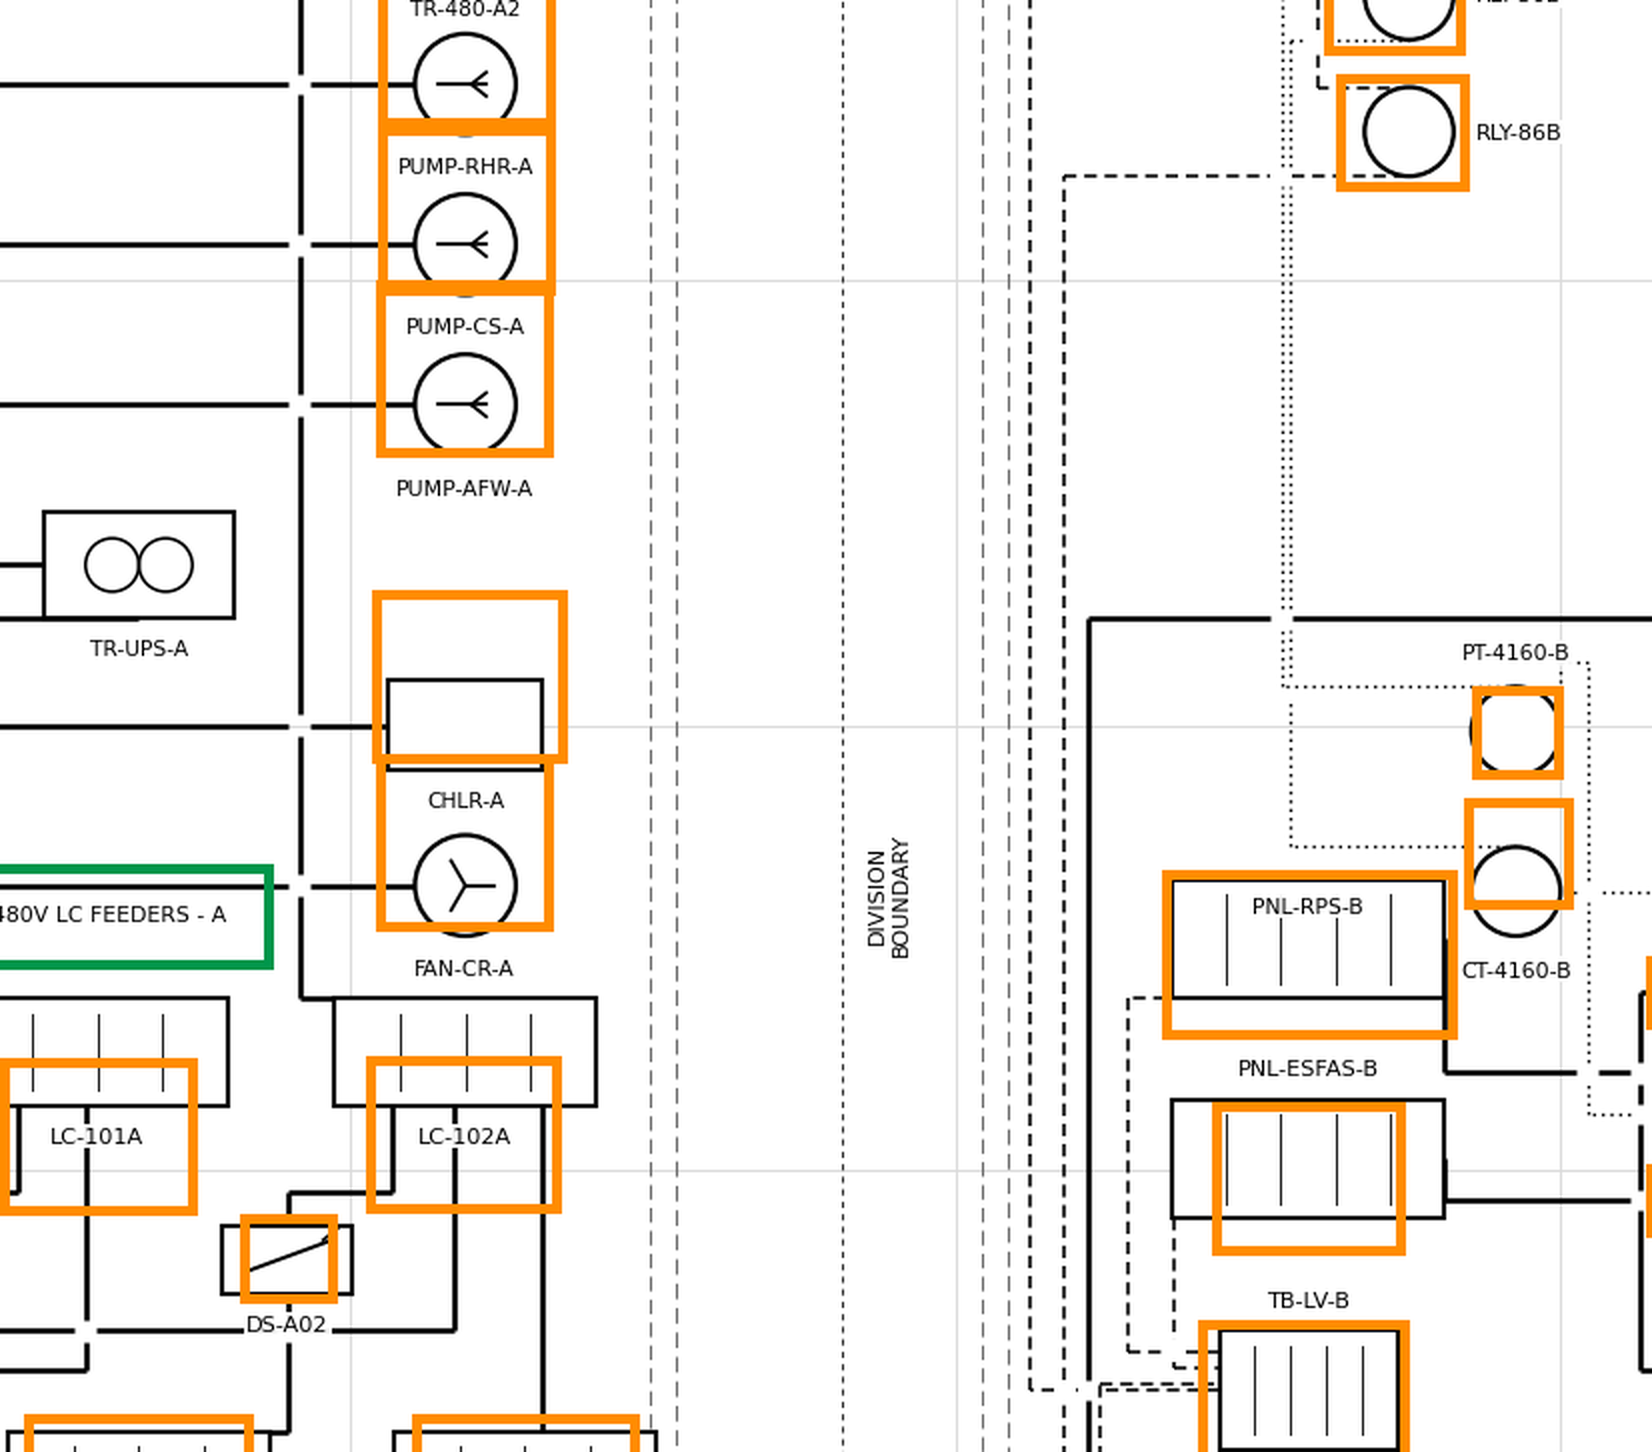 TR-480-A2
RLY-86B
PUMP-RHR-A
PUMP-CS-A
PUMP-AFW-A
TR-UPS-A
PT-4160-B
CHLR-A
480V LC FEEDERS - A
FAN-CR-A
DIVISION
BOUNDARY
PNL-RPS-B
CT-4160-B
PNL-ESFAS-B
LC-101A
LC-102A
TB-LV-B
DS-A02